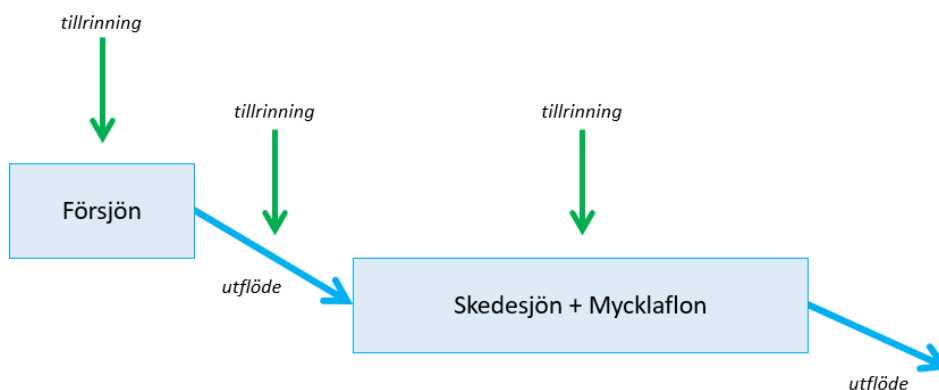 tillrinning
tillrinning
tillrinning
Försjön
utflöde
Skedesjön + Mycklaflon
utflöde